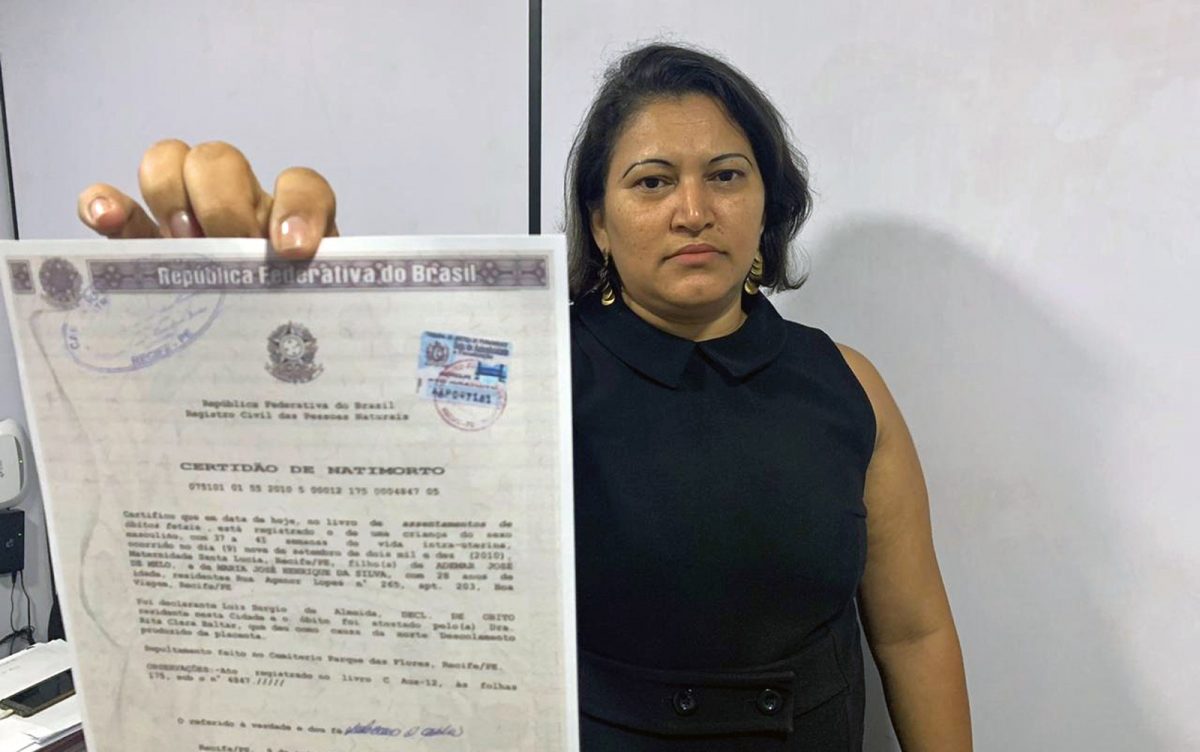 República Federativa do Brasil
RECIFE-PE
República Federativa do Brasil
Registro Civil das Pessoas Naturais
CERTIDÃO DE NATIMORTO
075101 01 55 2010 5 00012 175 0004847 05
Certifico que em data de hoje, no livro de assentamentos de
óbitos fetais , está registrado o de uma criança do sexo
masculino, com 37 a 41 semanas de vida intra-uterina,
ocorrido no dia (9) nove de setembro de dois mil e dez (2010)
Maternidade Santa Lucia, Recife/PE, filho(a) de ADEMAR JOSÉ
DE MELO, e da MARIA JOSÉ HENRIQUE DA SILVA, com 28 anos de
idade, residentes Rua Agenor Lopes n° 265, apt. 203, Boa
Viagem, Recife/PE
Foi declarante Luiz Sergio de Almeida, DECL. DE OBITO
residente nesta Cidade e o óbito foi atestado pelo(a) Dra.
Rita Clara Baltar, que deu como causa da morte Descolamento
da placenta.
Sepultamento feito no Cemiterio Parque das Flores, Recife/PE.
OBSERVAÇÕES:-Ato registrado no livro C Aux-12, às folhas
175, sob o n° 4847./////
O referido é verdade e dou fé
Recife/PE,